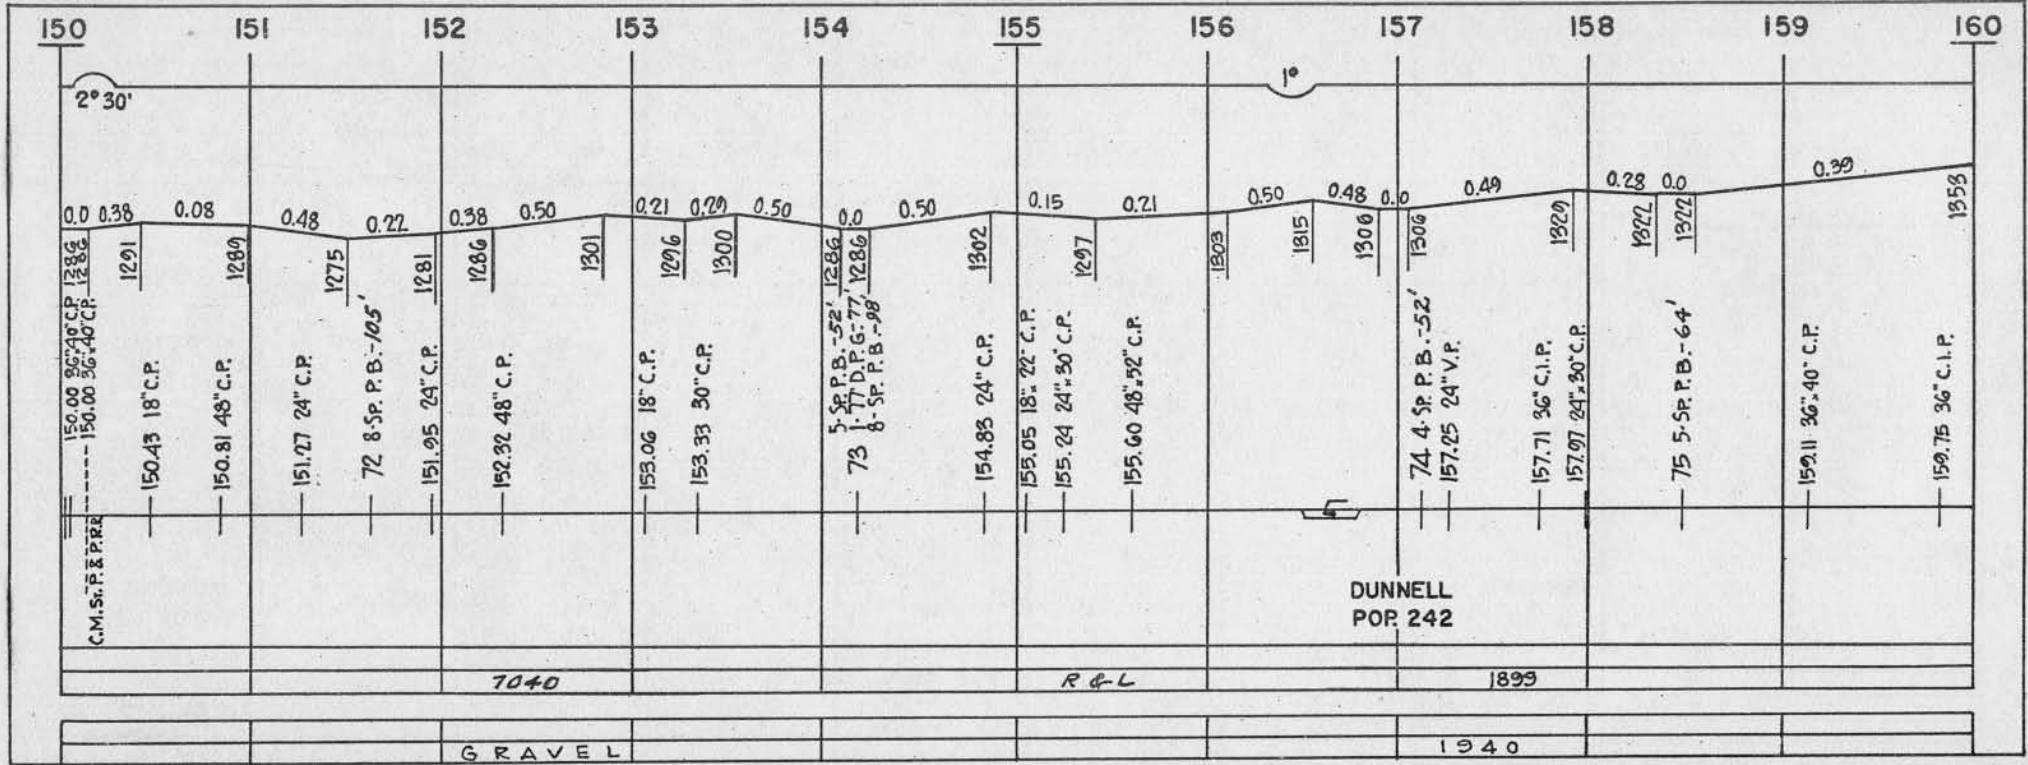 150 151 152 153 154 155 156 157 158 159 160
2° 30'
1°
0.0 0.38 0.08 0.48 0.22 0.38 0.50 0.21 0.29 0.50 0.0 0.50 0.15 0.21 0.50 0.48 0.0 0.49 0.28 0.0 0.39
1286
1286
1291
1289
1275
1281
1286
1301
1296
1300
1286
1286
1302
1297
1303
1315
1306
1306
1329
1322
1322
1353
150.00 36"x40" C.P.
150.00 36"x40" C.P.
C.M.ST.P. & P.R.R.
150.43 18" C.P.
150.81 48" C.P.
151.27 24" C.P.
72 8-SP. P.B.-105'
151.95 24" C.P.
152.32 48" C.P.
153.06 18" C.P.
153.33 30" C.P.
5-SP. P.B.-52'
73 1-77' D.P.G.-77'
8-SP. P.B.-98'
154.83 24" C.P.
155.05 18"x22" C.P.
155.24 24"x30" C.P.
155.60 48"x52" C.P.
74 4-SP. P.B.-52'
157.25 24" V.P.
157.71 36" C.I.P.
157.97 24"x30" C.P.
75 5-SP. P.B.-64'
159.11 36"x40" C.P.
159.75 36" C.I.P.
DUNNELL
POP. 242
7040 R & L 1899
GRAVEL 1940